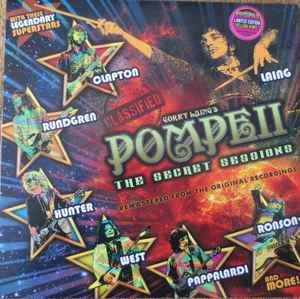 WITH THESE
LEGENDARY
SUPERSTARS
POMPEII
LIMITED EDITION
CLAPTON
LAING
CLASSIFIED
RUNDGREN
CORKY LAING'S
POMPEII
THE SECRET SESSIONS
REMASTERED FROM THE ORIGINAL RECORDINGS
HUNTER
RONSON
WEST
PAPPALARDI
AND
MORE!